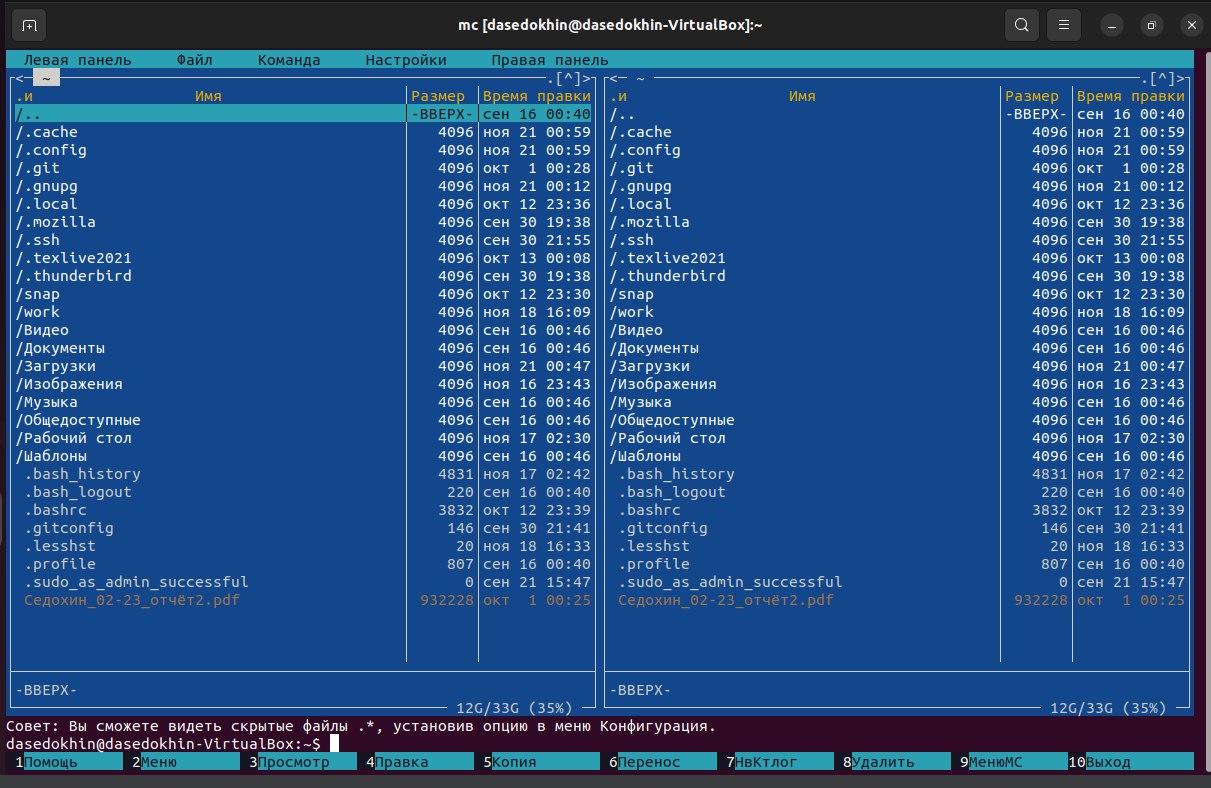 mc [dasedokhin@dasedokhin-VirtualBox]:~
Левая панель Файл Команда Настройки Правая панель
<─ ~ .[^]> <─ ~ .[^]>
.и Имя Размер Время правки .и Имя Размер Время правки
/.. -ВВЕРХ- сен 16 00:40 /.. -ВВЕРХ- сен 16 00:40
/.cache 4096 ноя 21 00:59 /.cache 4096 ноя 21 00:59
/.config 4096 ноя 21 00:59 /.config 4096 ноя 21 00:59
/.git 4096 окт 1 00:28 /.git 4096 окт 1 00:28
/.gnupg 4096 ноя 21 00:12 /.gnupg 4096 ноя 21 00:12
/.local 4096 окт 12 23:36 /.local 4096 окт 12 23:36
/.mozilla 4096 сен 30 19:38 /.mozilla 4096 сен 30 19:38
/.ssh 4096 сен 30 21:55 /.ssh 4096 сен 30 21:55
/.texlive2021 4096 окт 13 00:08 /.texlive2021 4096 окт 13 00:08
/.thunderbird 4096 сен 30 19:38 /.thunderbird 4096 сен 30 19:38
/snap 4096 окт 12 23:30 /snap 4096 окт 12 23:30
/work 4096 ноя 18 16:09 /work 4096 ноя 18 16:09
/Видео 4096 сен 16 00:46 /Видео 4096 сен 16 00:46
/Документы 4096 сен 16 00:46 /Документы 4096 сен 16 00:46
/Загрузки 4096 ноя 21 00:47 /Загрузки 4096 ноя 21 00:47
/Изображения 4096 ноя 16 23:43 /Изображения 4096 ноя 16 23:43
/Музыка 4096 сен 16 00:46 /Музыка 4096 сен 16 00:46
/Общедоступные 4096 сен 16 00:46 /Общедоступные 4096 сен 16 00:46
/Рабочий стол 4096 ноя 17 02:30 /Рабочий стол 4096 ноя 17 02:30
/Шаблоны 4096 сен 16 00:46 /Шаблоны 4096 сен 16 00:46
.bash_history 4831 ноя 17 02:42 .bash_history 4831 ноя 17 02:42
.bash_logout 220 сен 16 00:40 .bash_logout 220 сен 16 00:40
.bashrc 3832 окт 12 23:39 .bashrc 3832 окт 12 23:39
.gitconfig 146 сен 30 21:41 .gitconfig 146 сен 30 21:41
.lesshst 20 ноя 18 16:33 .lesshst 20 ноя 18 16:33
.profile 807 сен 16 00:40 .profile 807 сен 16 00:40
.sudo_as_admin_successful 0 сен 21 15:47 .sudo_as_admin_successful 0 сен 21 15:47
Седохин_02-23_отчёт2.pdf 932228 окт 1 00:25 Седохин_02-23_отчёт2.pdf 932228 окт 1 00:25
-ВВЕРХ- -ВВЕРХ-
12G/33G (35%) 12G/33G (35%)
Совет: Вы сможете видеть скрытые файлы .*, установив опцию в меню Конфигурация.
dasedokhin@dasedokhin-VirtualBox:~$
1Помощь 2Меню 3Просмотр 4Правка 5Копия 6Перенос 7НвКтлог 8Удалить 9МенюМС 10Выход